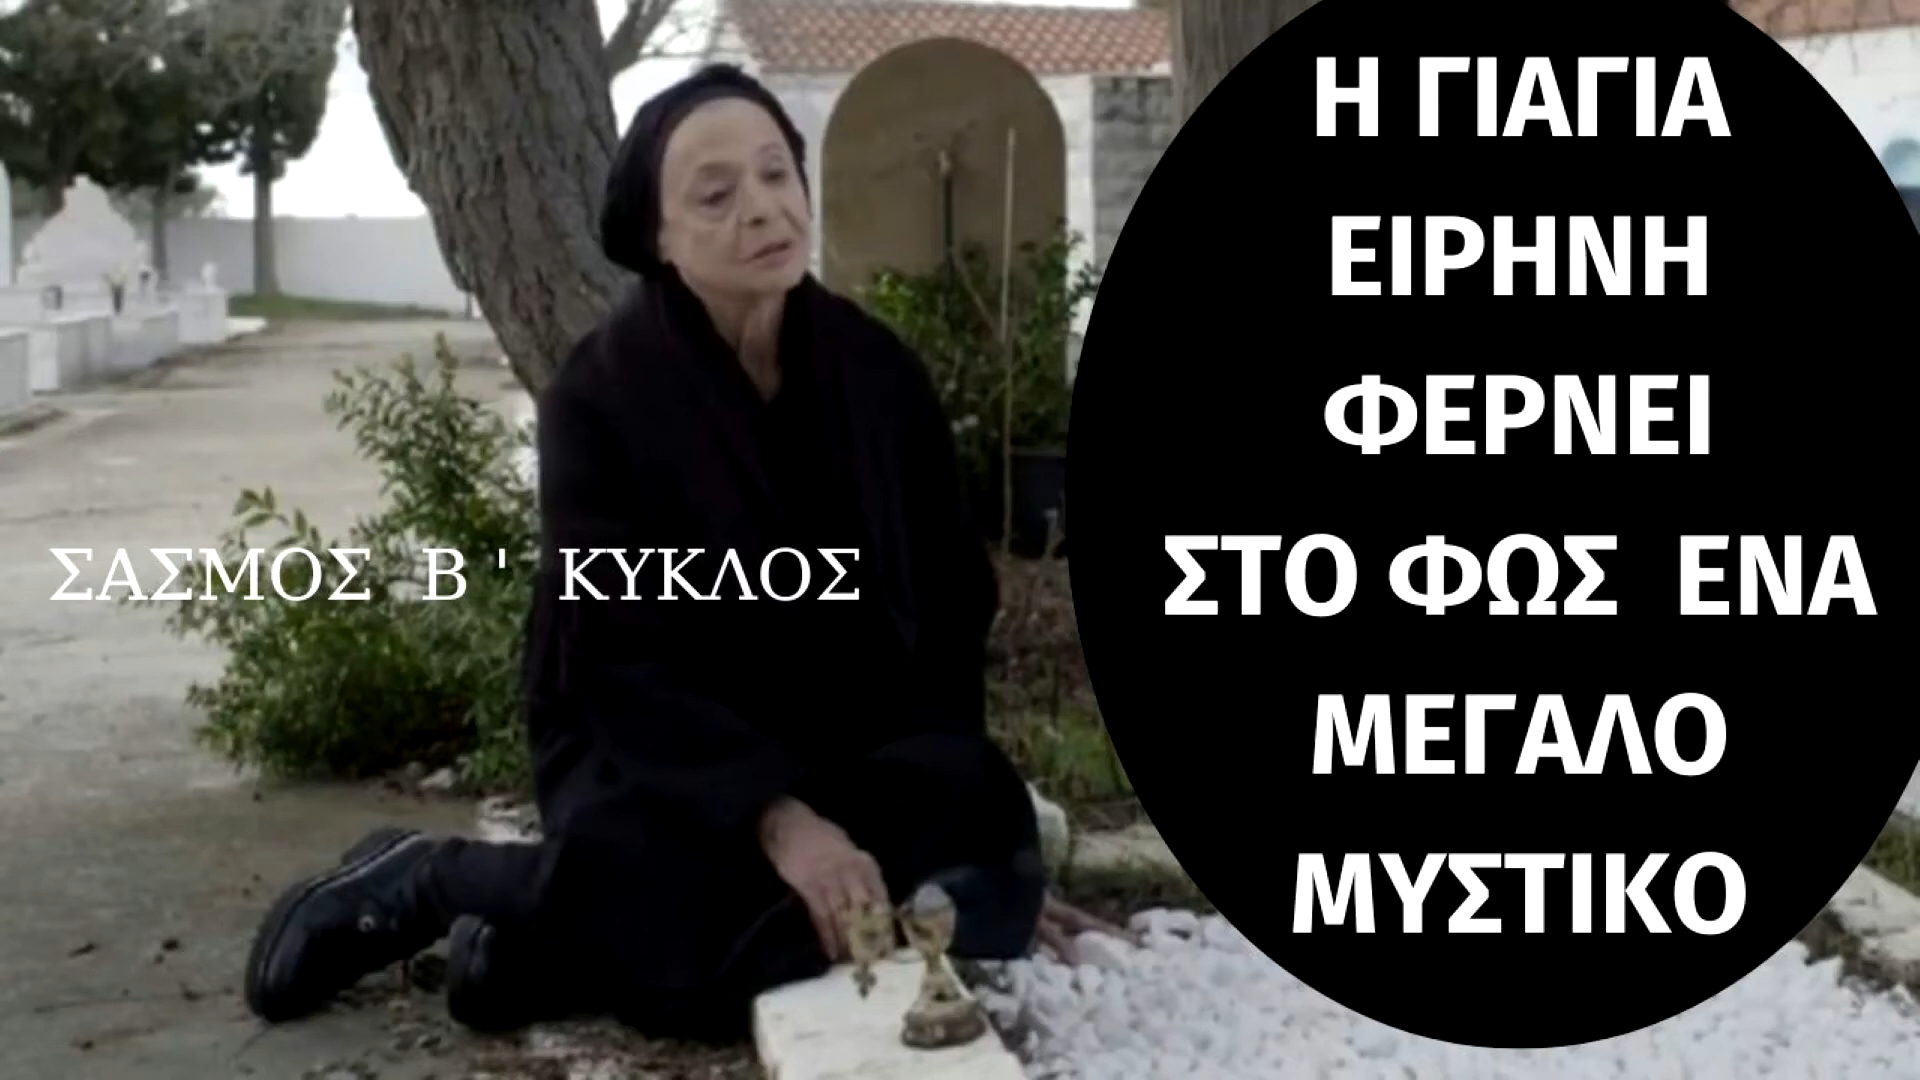 ΣΑΣΜΟΣ Β' ΚΥΚΛΟΣ
Η ΓΙΑΓΙΑ
ΕΙΡΗΝΗ
ΦΕΡΝΕΙ
ΣΤΟ ΦΩΣ ΕΝΑ
ΜΕΓΑΛΟ
ΜΥΣΤΙΚΟ